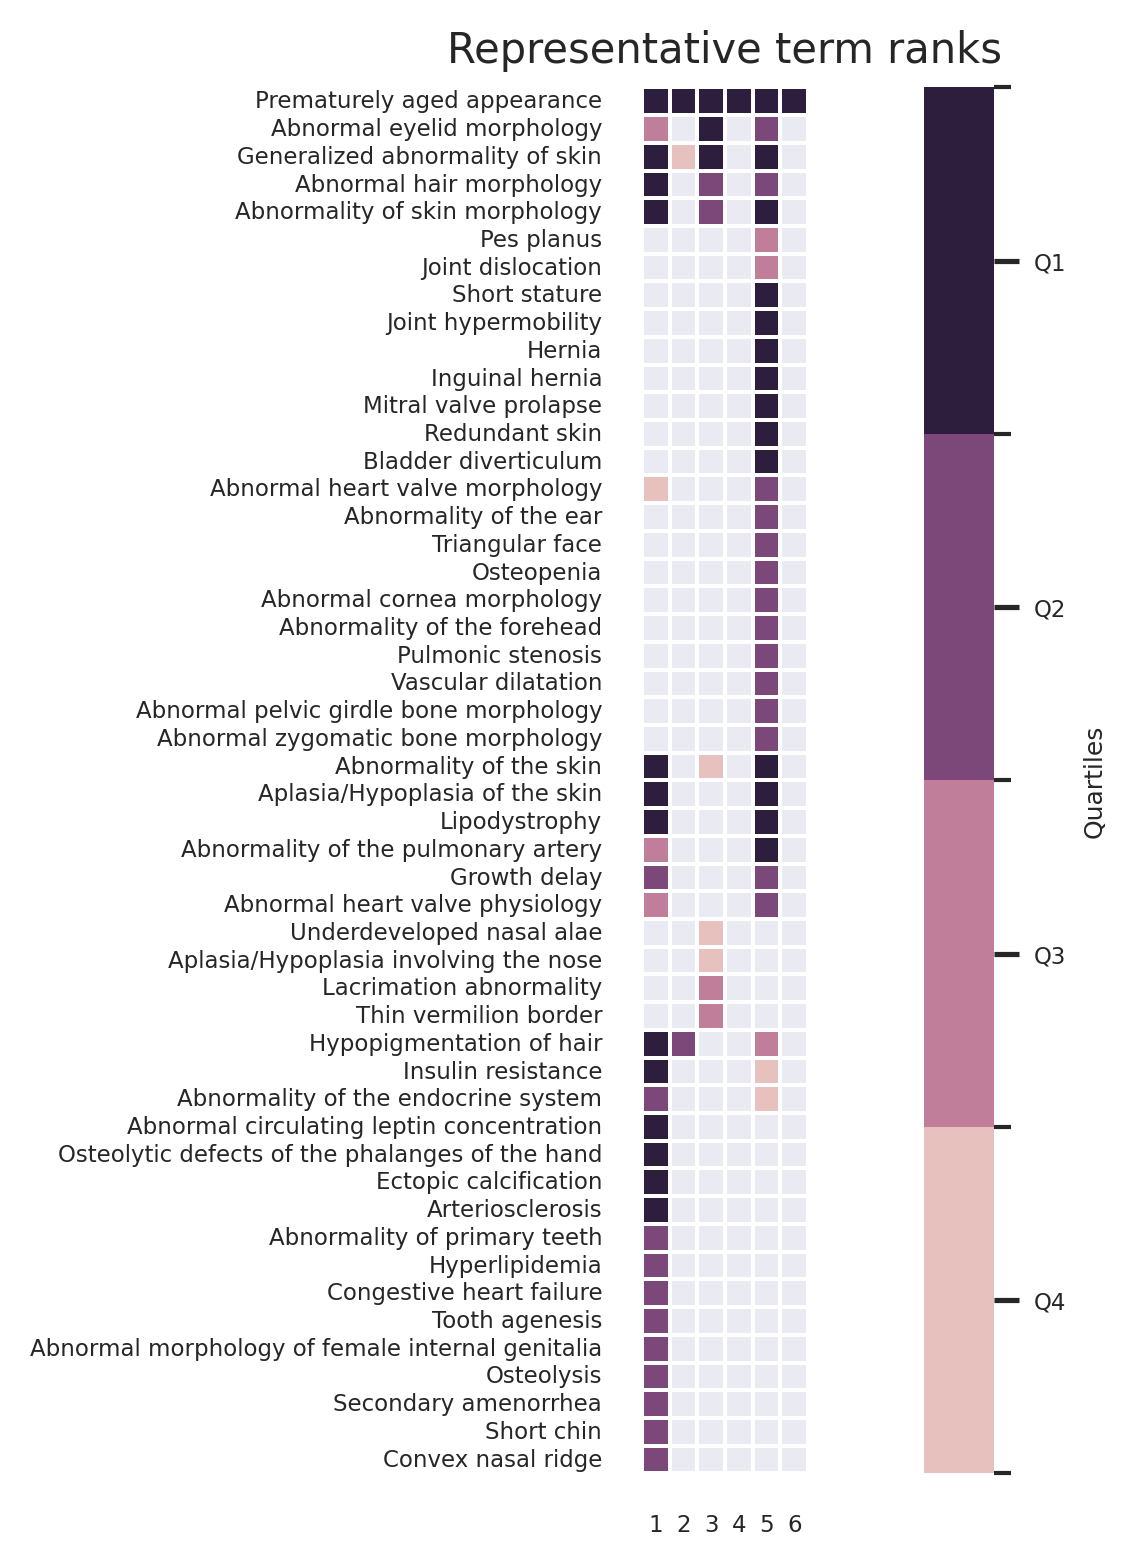 Representative term ranks
Prematurely aged appearance
Abnormal eyelid morphology
Generalized abnormality of skin
Abnormal hair morphology
Abnormality of skin morphology
Pes planus
Joint dislocation
Short stature
Joint hypermobility
Hernia
Inguinal hernia
Mitral valve prolapse
Redundant skin
Bladder diverticulum
Abnormal heart valve morphology
Abnormality of the ear
Triangular face
Osteopenia
Abnormal cornea morphology
Abnormality of the forehead
Pulmonic stenosis
Vascular dilatation
Abnormal pelvic girdle bone morphology
Abnormal zygomatic bone morphology
Abnormality of the skin
Aplasia/Hypoplasia of the skin
Lipodystrophy
Abnormality of the pulmonary artery
Growth delay
Abnormal heart valve physiology
Underdeveloped nasal alae
Aplasia/Hypoplasia involving the nose
Lacrimation abnormality
Thin vermilion border
Hypopigmentation of hair
Insulin resistance
Abnormality of the endocrine system
Abnormal circulating leptin concentration
Osteolytic defects of the phalanges of the hand
Ectopic calcification
Arteriosclerosis
Abnormality of primary teeth
Hyperlipidemia
Congestive heart failure
Tooth agenesis
Abnormal morphology of female internal genitalia
Osteolysis
Secondary amenorrhea
Short chin
Convex nasal ridge
1 2 3 4 5 6
Q1
Q2
Q3
Q4
Quartiles